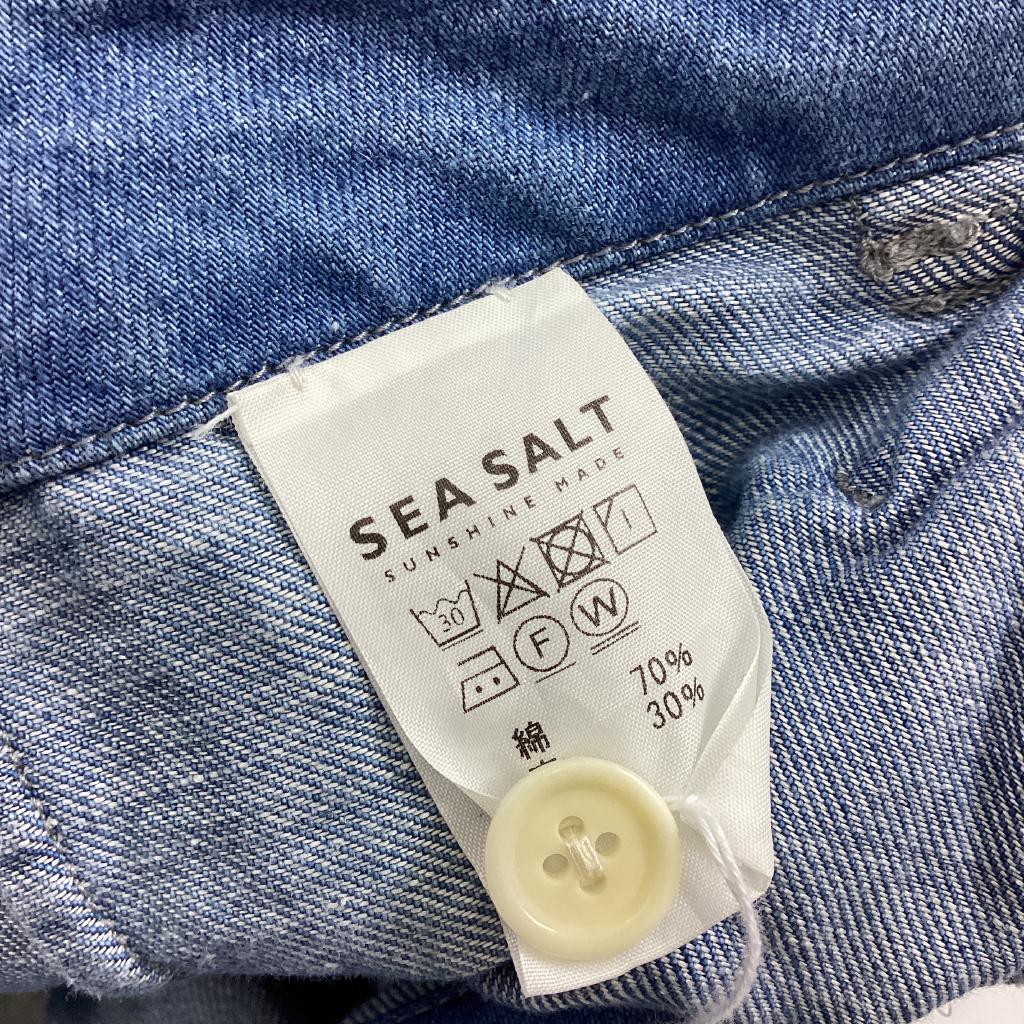 SEA SALT
SUNSHINE MADE
30
F W
70%
30%
綿